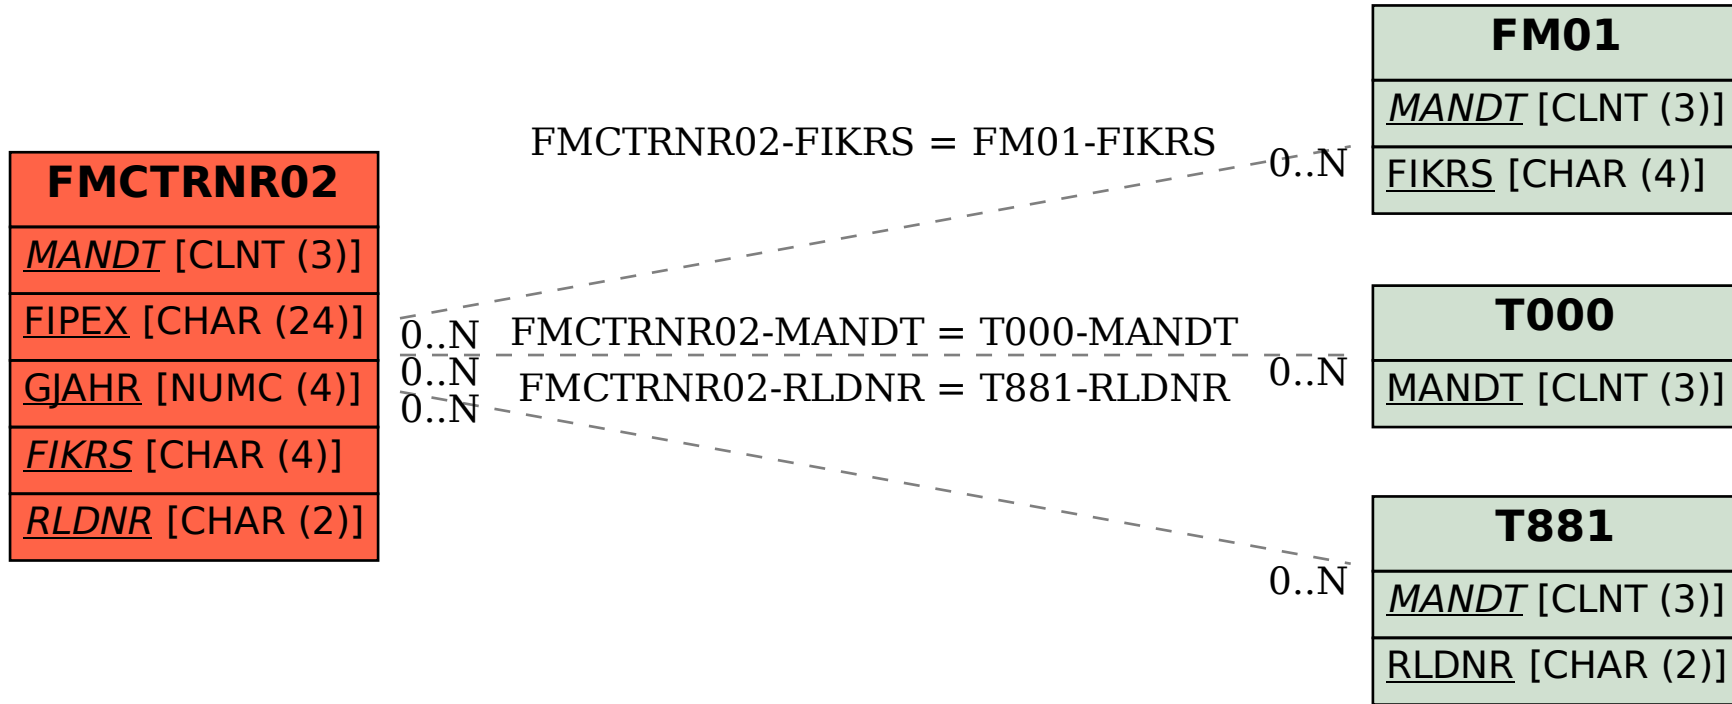 FMCTRNR02
MANDT [CLNT (3)]
FIPEX [CHAR (24)]
GJAHR [NUMC (4)]
FIKRS [CHAR (4)]
RLDNR [CHAR (2)]
FMCTRNR02-FIKRS = FM01-FIKRS
0..N
0..N
FMCTRNR02-MANDT = T000-MANDT
0..N
0..N
FMCTRNR02-RLDNR = T881-RLDNR
0..N
0..N
FM01
MANDT [CLNT (3)]
FIKRS [CHAR (4)]
T000
MANDT [CLNT (3)]
T881
MANDT [CLNT (3)]
RLDNR [CHAR (2)]